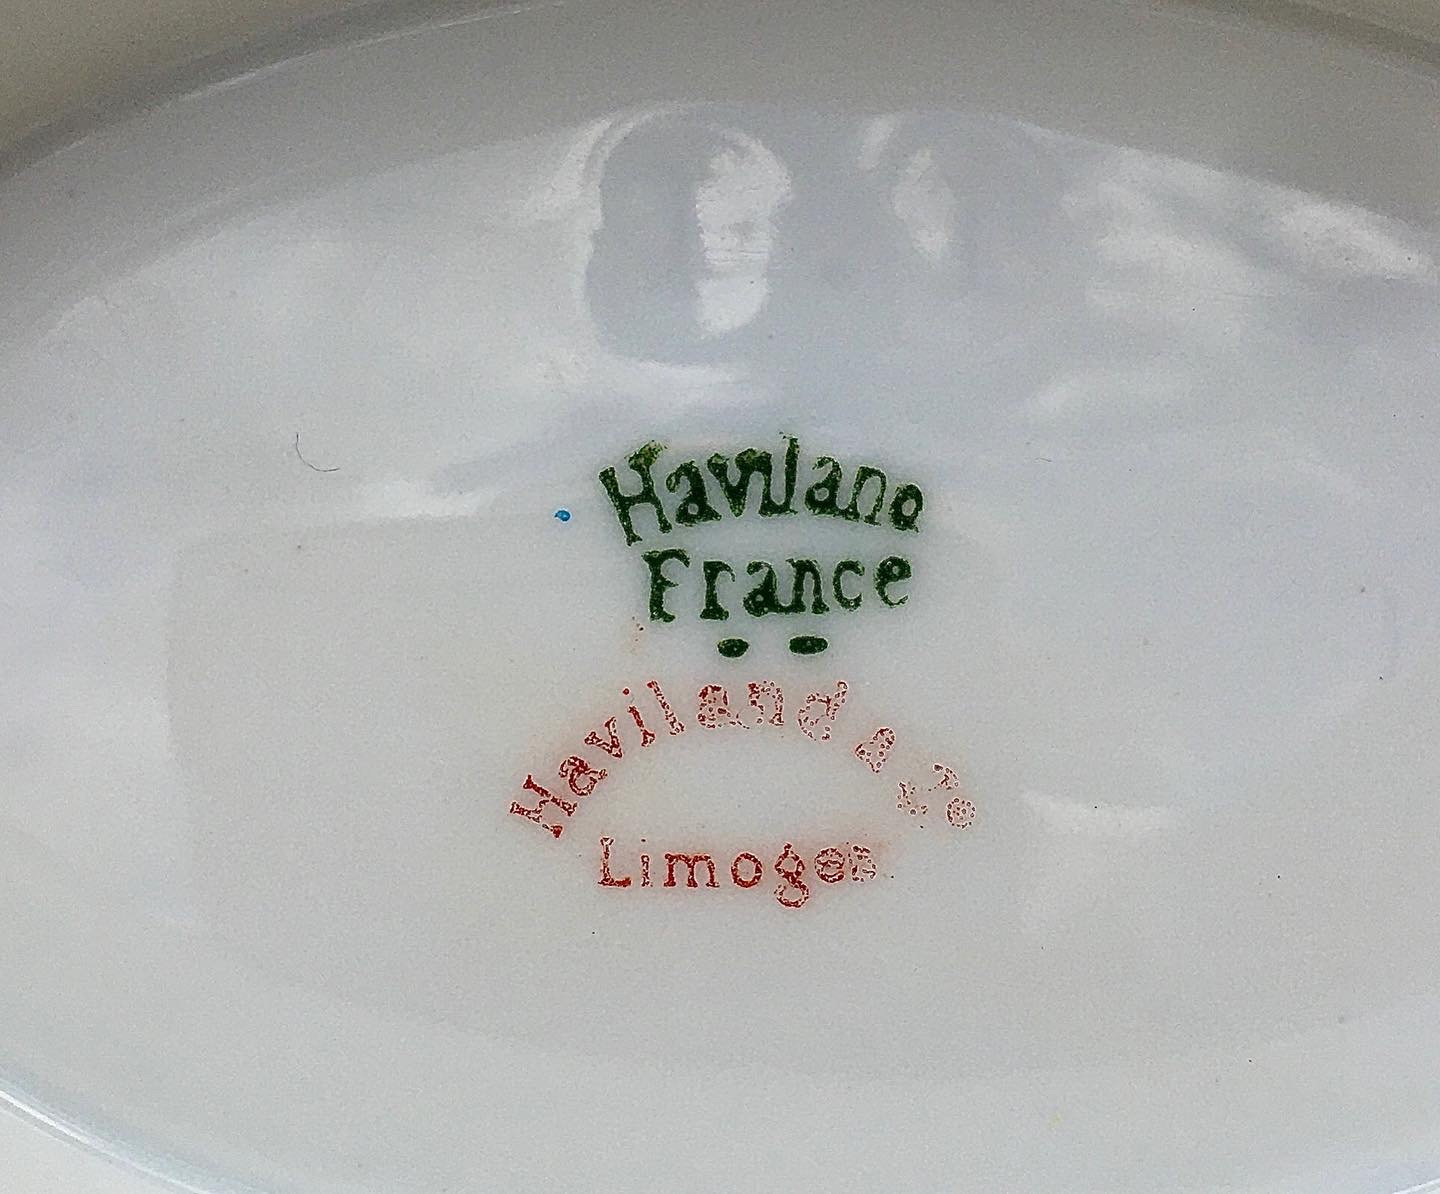 Haviland
France
Haviland & Co
Limoges